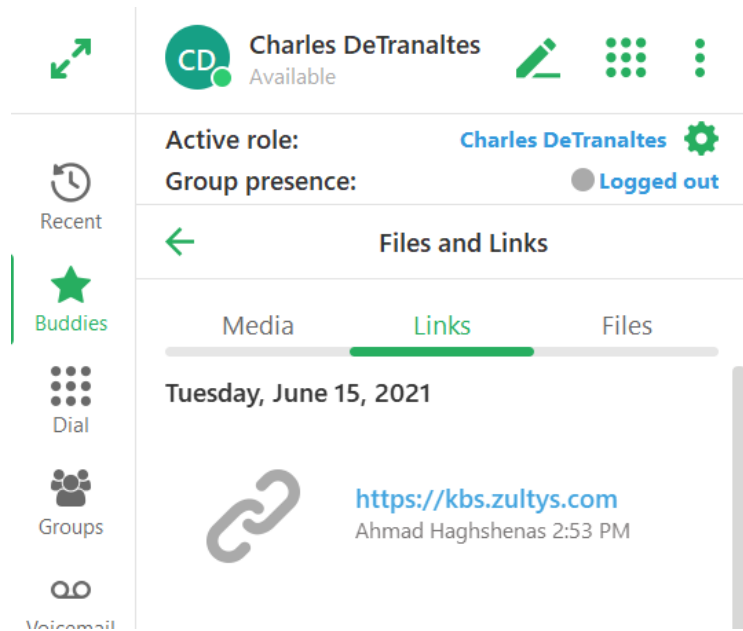 CD
Charles DeTranaltes
Available
Active role:
Charles DeTranaltes
Group presence:
Logged out
Recent
Files and Links
Buddies
Media
Links
Files
Tuesday, June 15, 2021
Dial
https://kbs.zultys.com
Ahmad Haghshenas 2:53 PM
Groups
Voicemail